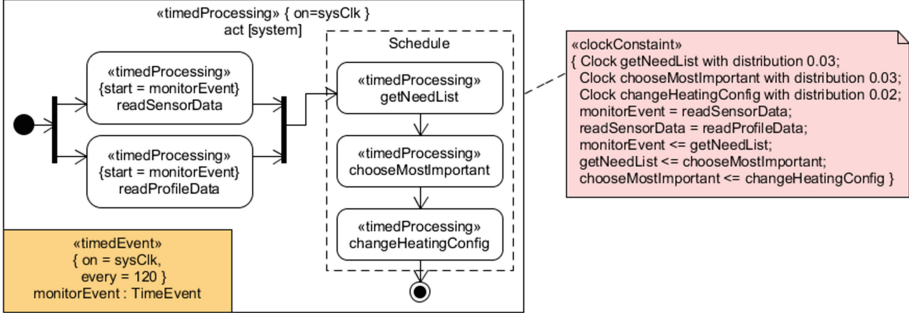 «timedProcessing» { on=sysClk }
act [system]
«timedProcessing»
{start = monitorEvent}
readSensorData
«timedProcessing»
{start = monitorEvent}
readProfileData
Schedule
«timedProcessing»
getNeedList
«timedProcessing»
chooseMostImportant
«timedProcessing»
changeHeatingConfig
«timedEvent»
{ on = sysClk,
every = 120 }
monitorEvent : TimeEvent
«clockConstaint»
{ Clock getNeedList with distribution 0.03;
Clock chooseMostImportant with distribution 0.03;
Clock changeHeatingConfig with distribution 0.02;
monitorEvent = readSensorData;
readSensorData = readProfileData;
monitorEvent <= getNeedList;
getNeedList <= chooseMostImportant;
chooseMostImportant <= changeHeatingConfig }